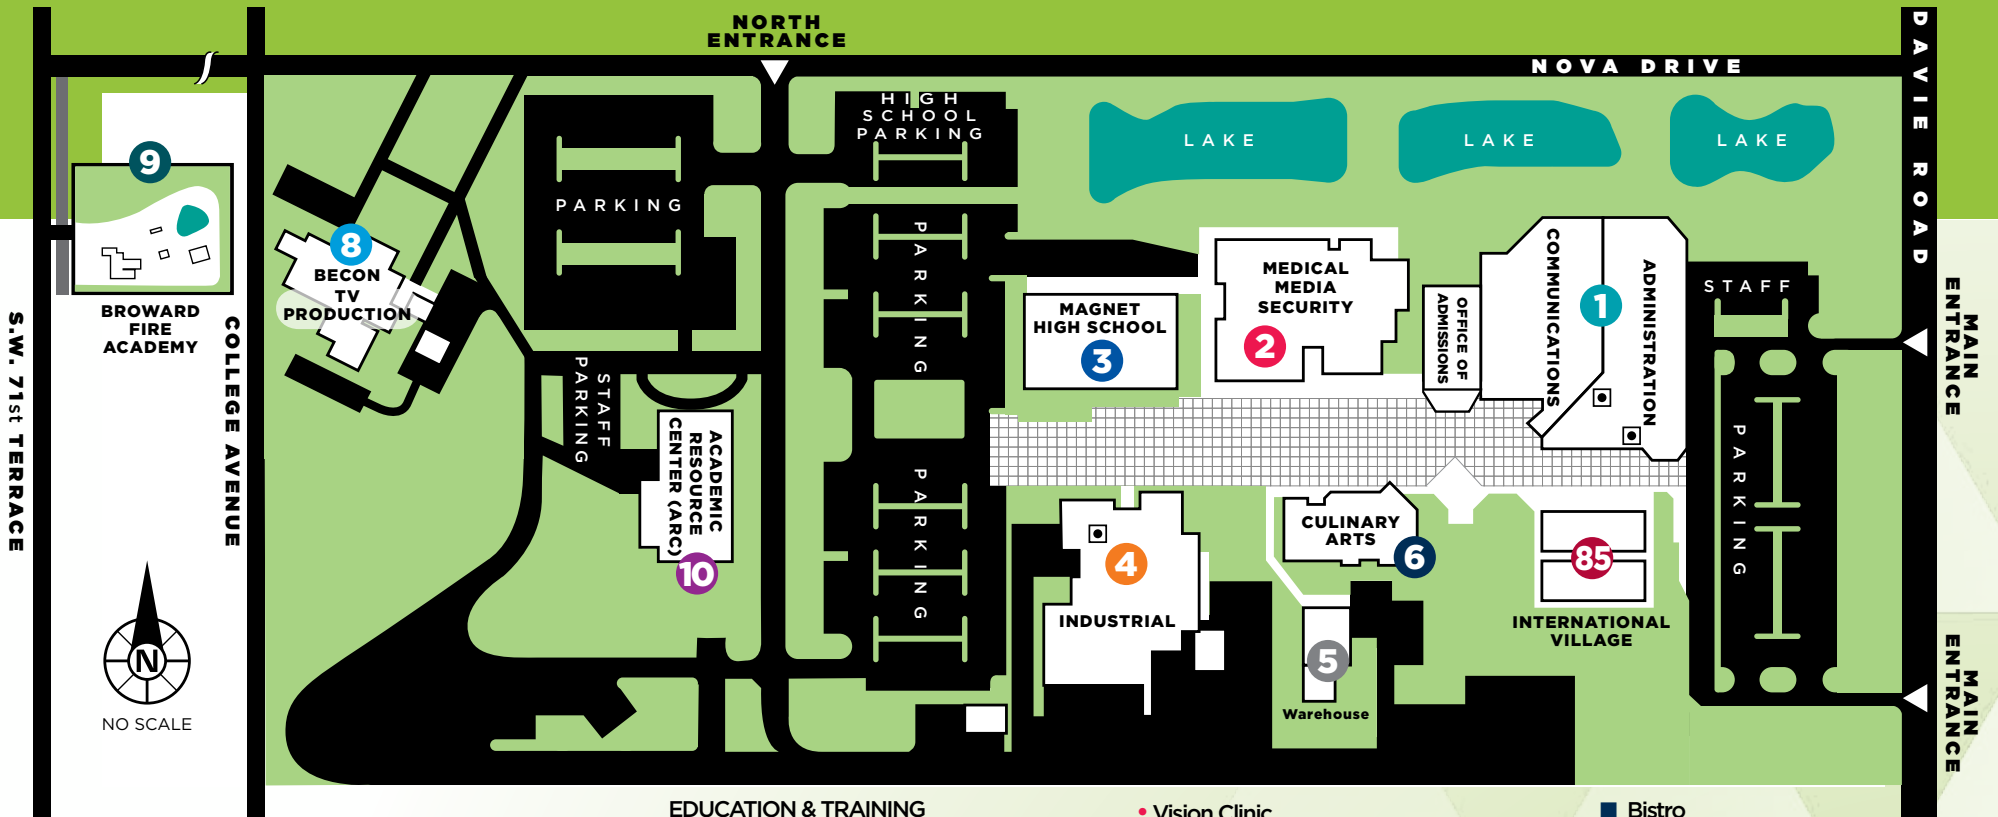 NORTH
ENTRANCE
NOVA DRIVE
DAVIE ROAD
HIGH
SCHOOL
PARKING
LAKE
LAKE
LAKE
9
BROWARD
FIRE
ACADEMY
8
BECON
TV
PRODUCTION
PARKING
PARKING
PARKING
MEDICAL
MEDIA
SECURITY
2
MAGNET
HIGH SCHOOL
3
OFFICE OF
ADMISSIONS
COMMUNICATIONS
1
ADMINISTRATION
STAFF
PARKING
MAIN
ENTRANCE
MAIN
ENTRANCE
S.W. 71st TERRACE
COLLEGE AVENUE
STAFF
PARKING
ACADEMIC
RESOURCE
CENTER (ARC)
10
4
INDUSTRIAL
CULINARY
ARTS
6
85
INTERNATIONAL
VILLAGE
5
Warehouse
N
NO SCALE
EDUCATION & TRAINING
• Vision Clinic
Bistro